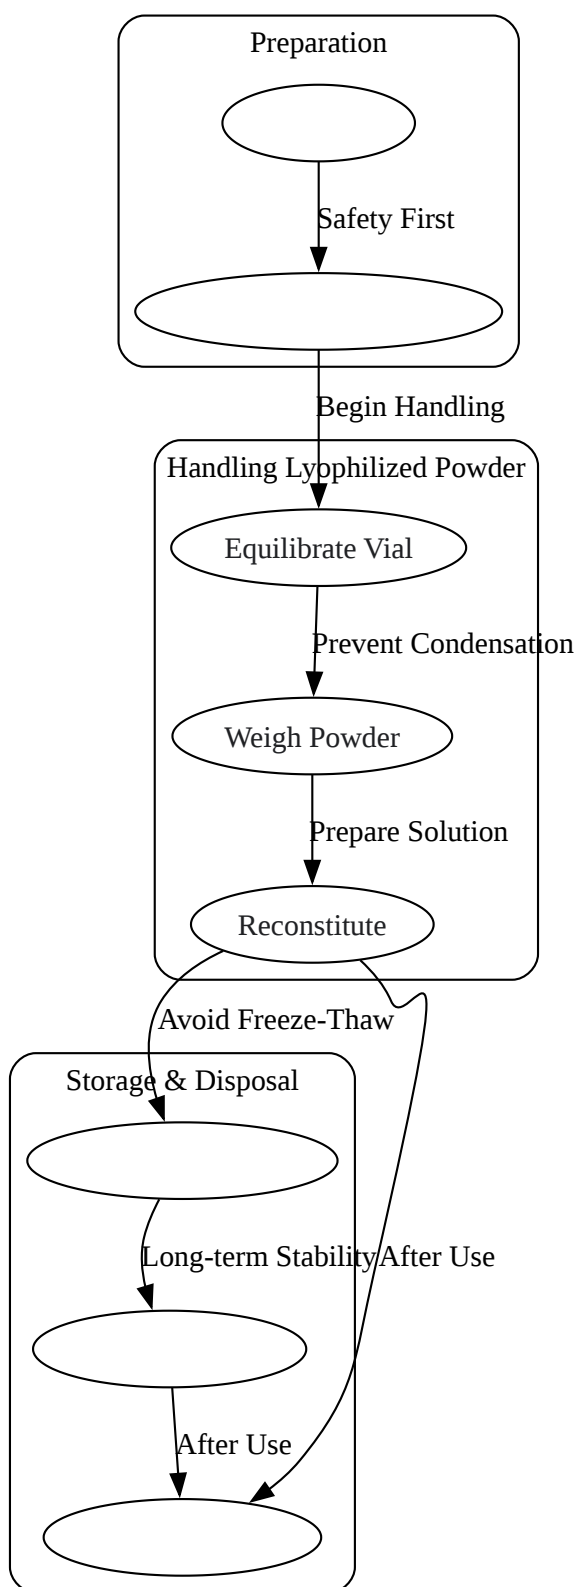 Preparation
Safety First
Begin Handling
Handling Lyophilized Powder
Equilibrate Vial
Prevent Condensation
Weigh Powder
Prepare Solution
Reconstitute
Avoid Freeze-Thaw
Storage & Disposal
Long-term Stability
After Use
After Use